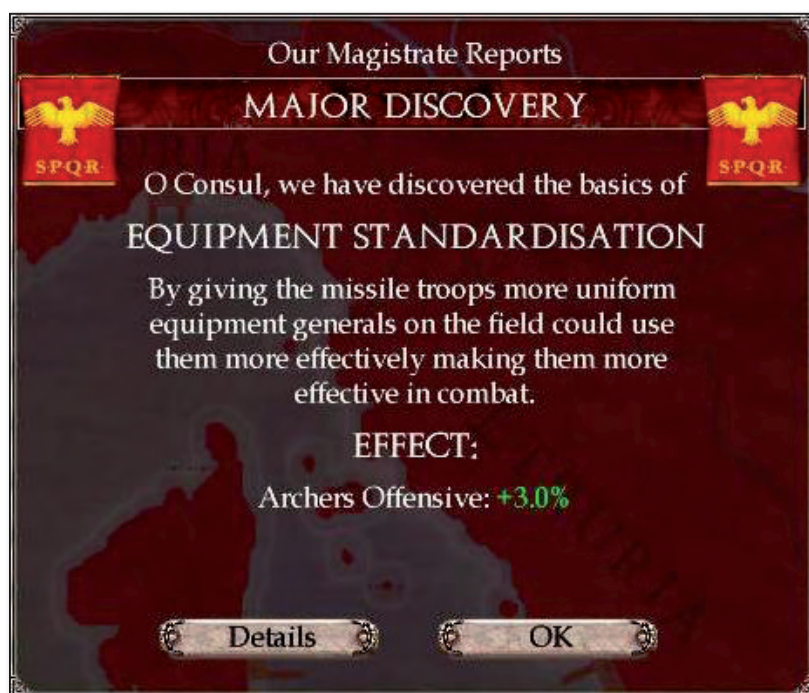 Our Magistrate Reports
MAJOR DISCOVERY
S·P·Q·R·
S·P·Q·R·
O Consul, we have discovered the basics of
EQUIPMENT STANDARDISATION
By giving the missile troops more uniform
equipment generals on the field could use
them more effectively making them more
effective in combat.
EFFECT:
Archers Offensive: +3.0%
Details
OK